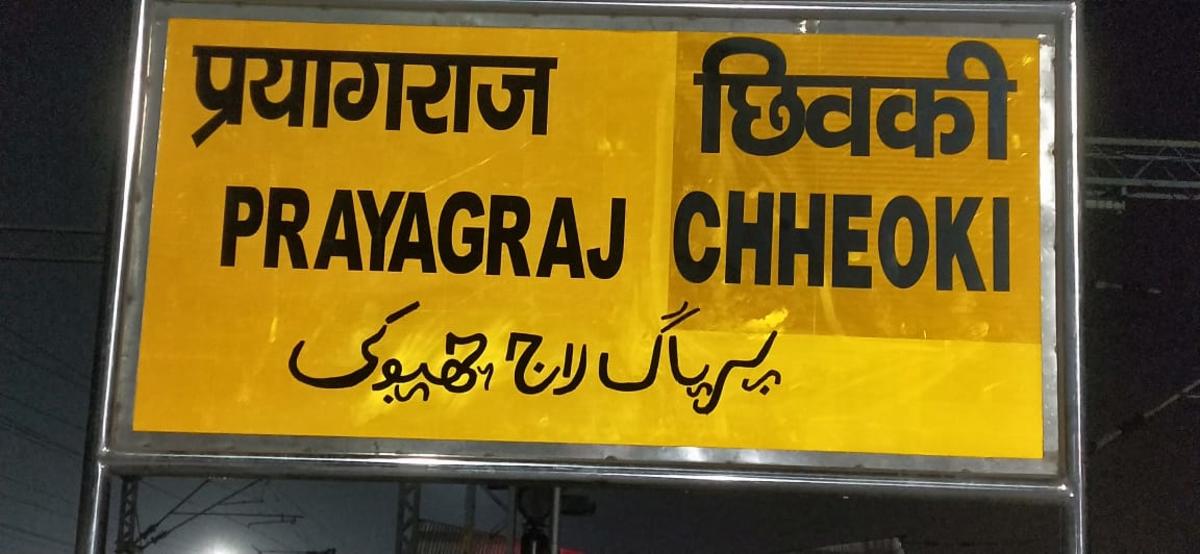 प्रयागराज छिवकी
PRAYAGRAJ CHHEOKI
پریاگ راج چھیوکی